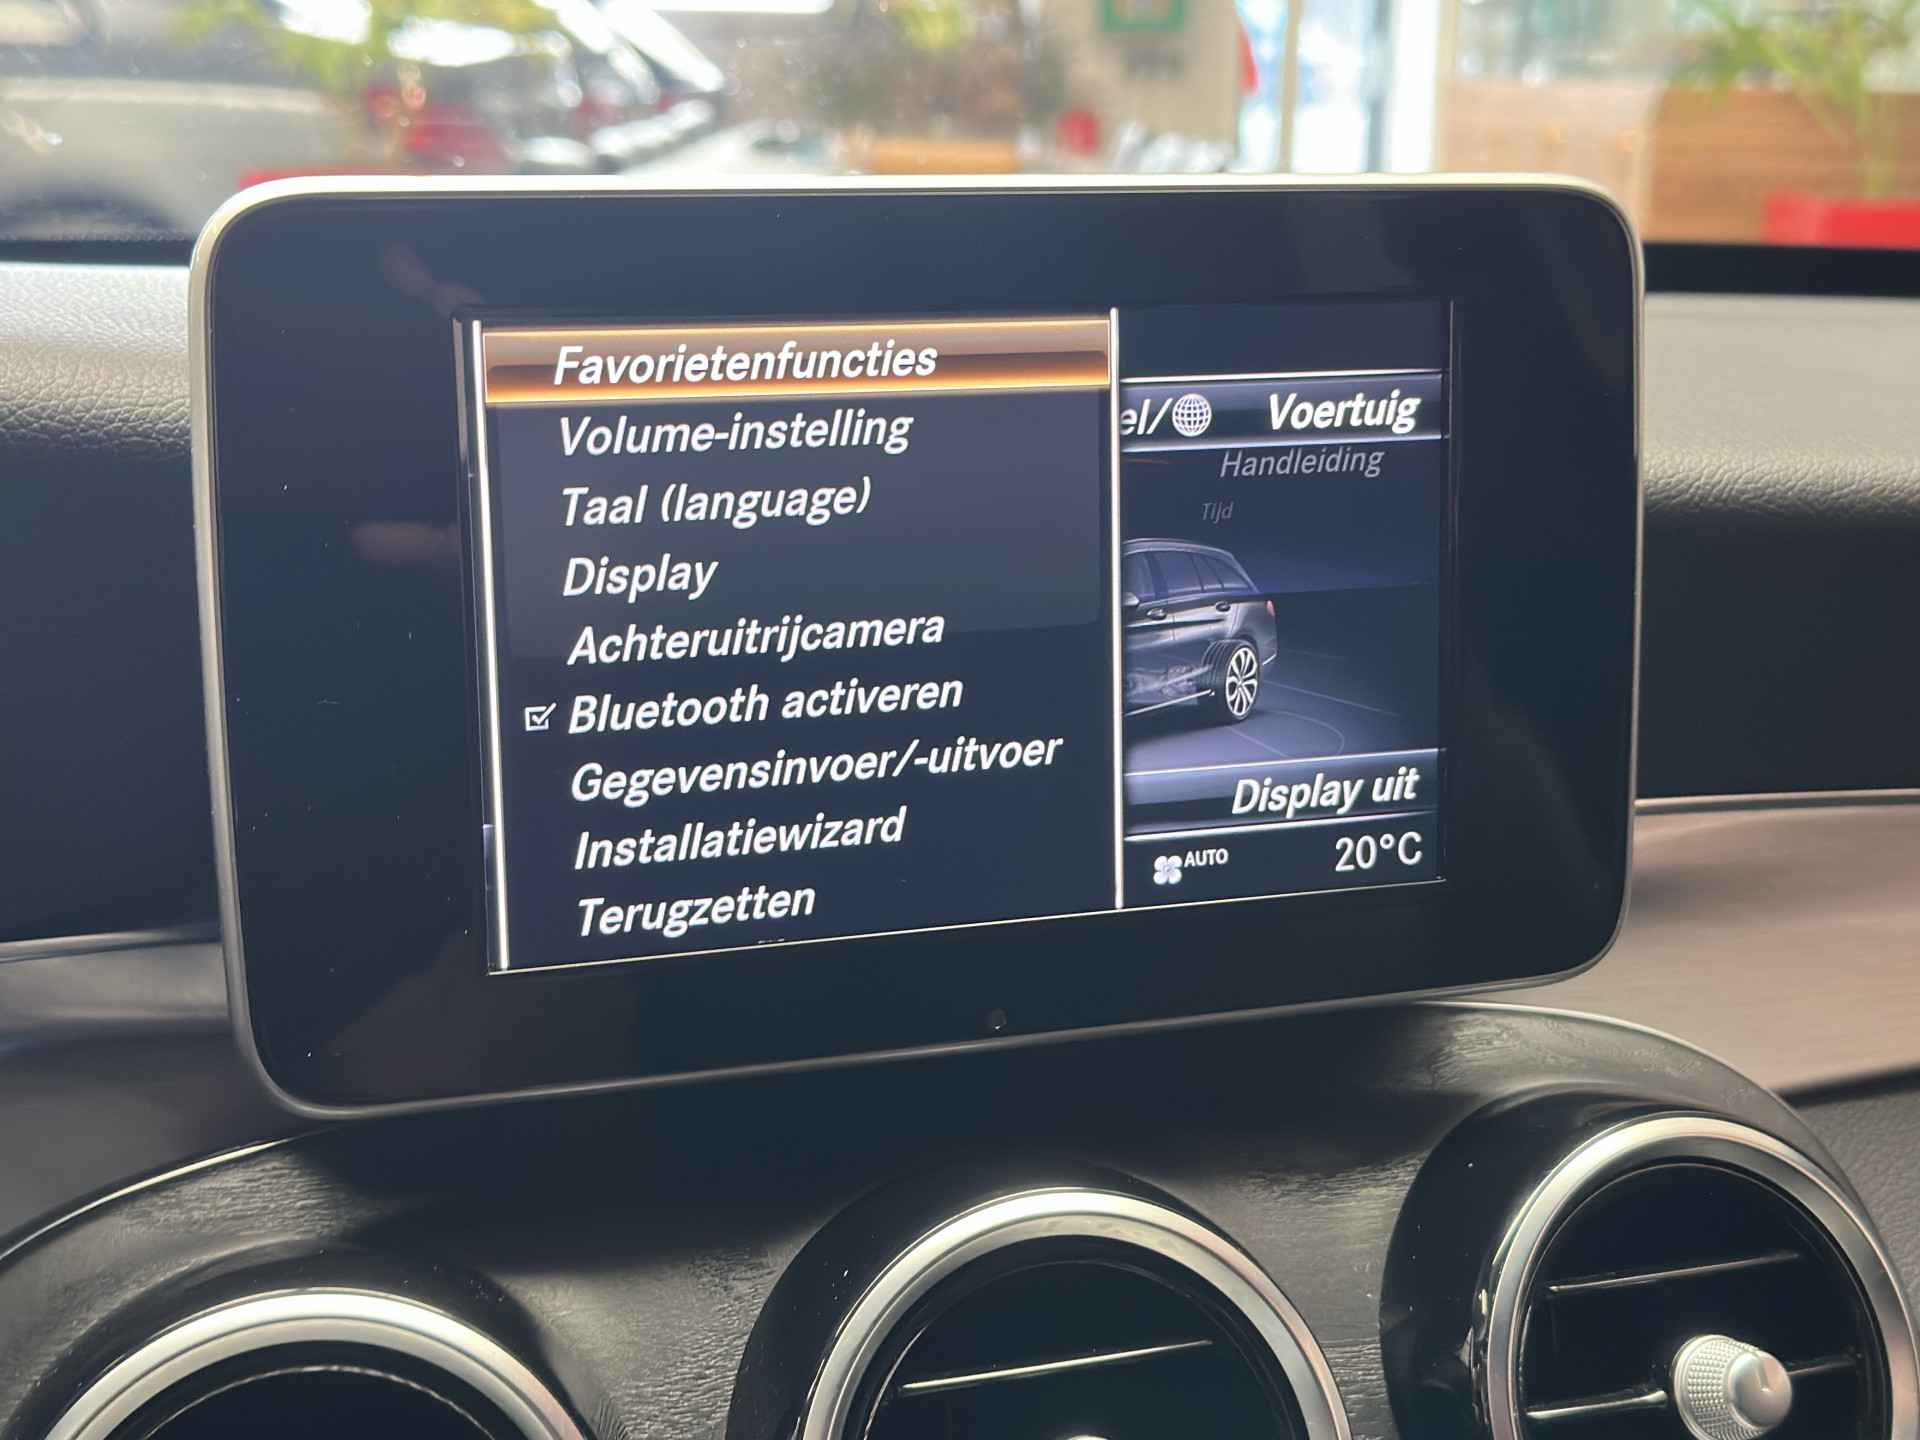 Favorietenfuncties
Volume-instelling
Taal (language)
Display
Achteruitrijcamera
Bluetooth activeren
Gegevensinvoer/-uitvoer
Installatiewizard
Terugzetten
el/ Voertuig
Handleiding
Tijd
Display uit
AUTO 20°C